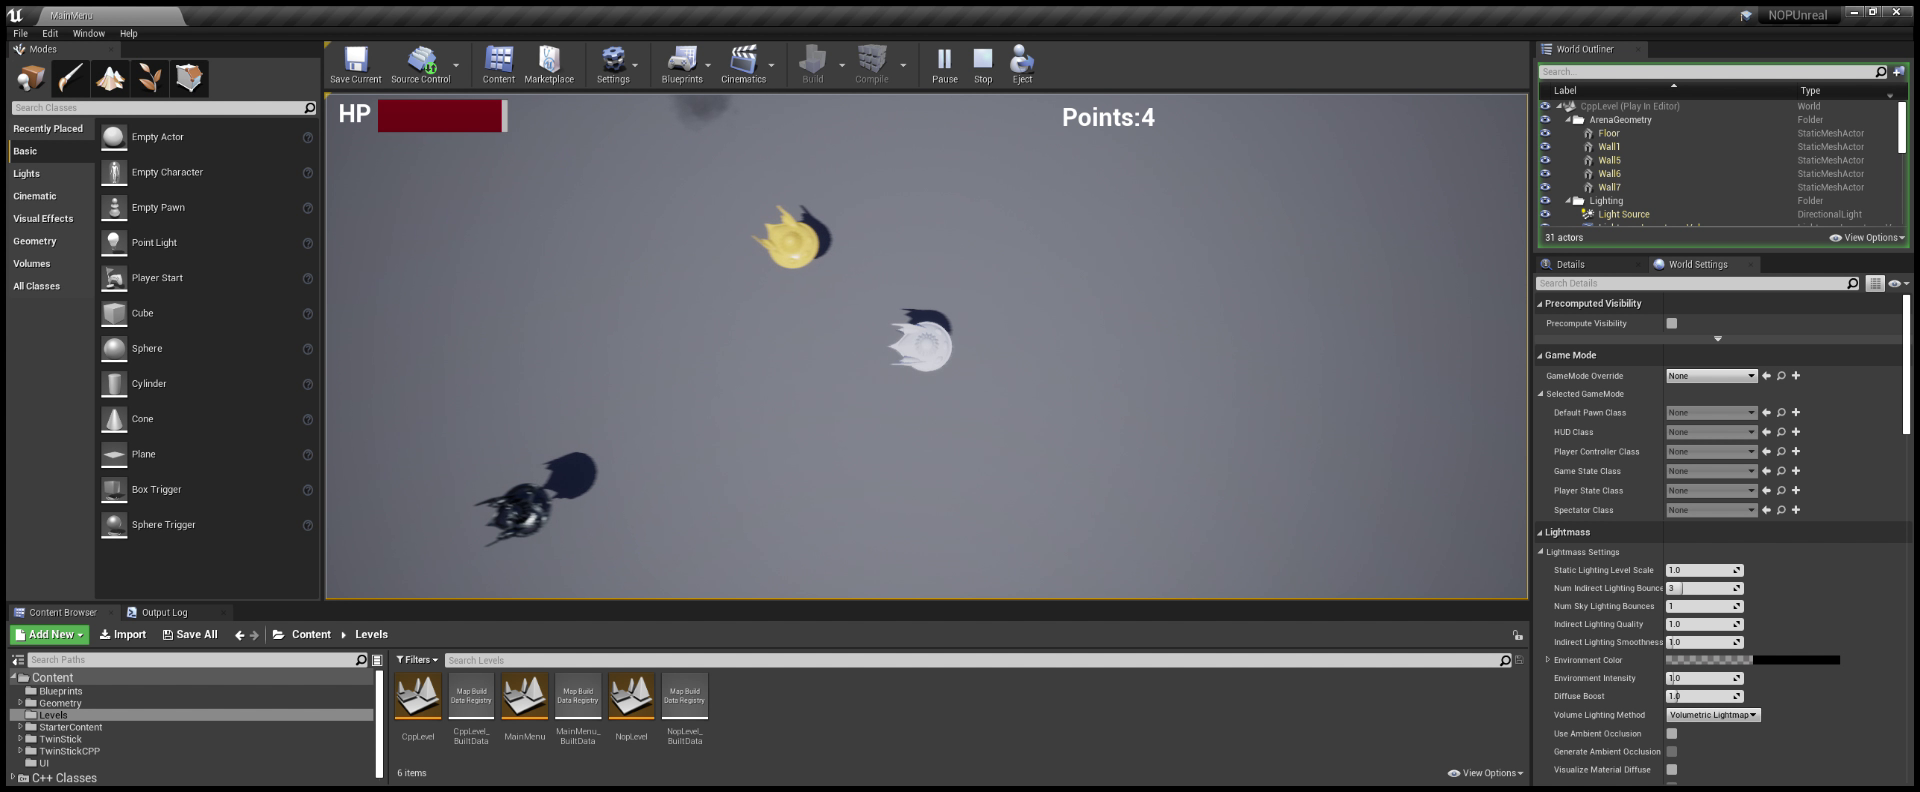 MainMenu
NOPUnreal
File Edit Window Help
Modes
Search Classes
Recently Placed
Basic
Lights
Cinematic
Visual Effects
Geometry
Volumes
All Classes
Empty Actor
Empty Character
Empty Pawn
Point Light
Player Start
Cube
Sphere
Cylinder
Cone
Plane
Box Trigger
Sphere Trigger
Save Current Source Control Content Marketplace Settings Blueprints Cinematics Build Compile Pause Stop Eject
HP
Points:4
World Outliner
Search...
Label Type
CppLevel (Play In Editor) World
ArenaGeometry Folder
Floor StaticMeshActor
Wall1 StaticMeshActor
Wall5 StaticMeshActor
Wall6 StaticMeshActor
Wall7 StaticMeshActor
Lighting Folder
Light Source DirectionalLight
31 actors View Options
Details World Settings
Search Details
Precomputed Visibility
Precompute Visibility
Game Mode
GameMode Override None
Selected GameMode
Default Pawn Class None
HUD Class None
Player Controller Class None
Game State Class None
Player State Class None
Spectator Class None
Lightmass
Lightmass Settings
Static Lighting Level Scale 1.0
Num Indirect Lighting Bounce 3
Num Sky Lighting Bounces 1
Indirect Lighting Quality 1.0
Indirect Lighting Smoothness 1.0
Environment Color
Environment Intensity 1.0
Diffuse Boost 1.0
Volume Lighting Method Volumetric Lightmap
Use Ambient Occlusion
Generate Ambient Occlusion
Visualize Material Diffuse
Content Browser Output Log
Add New Import Save All Content Levels
Search Paths
Content
Blueprints
Geometry
Levels
StarterContent
TwinStick
TwinStickCPP
UI
C++ Classes
Filters Search Levels
Map Build
Data Registry
Map Build
Data Registry
Map Build
Data Registry
CppLevel
CppLevel_
BuiltData
MainMenu
MainMenu_
BuiltData
NopLevel
NopLevel_
BuiltData
6 items View Options